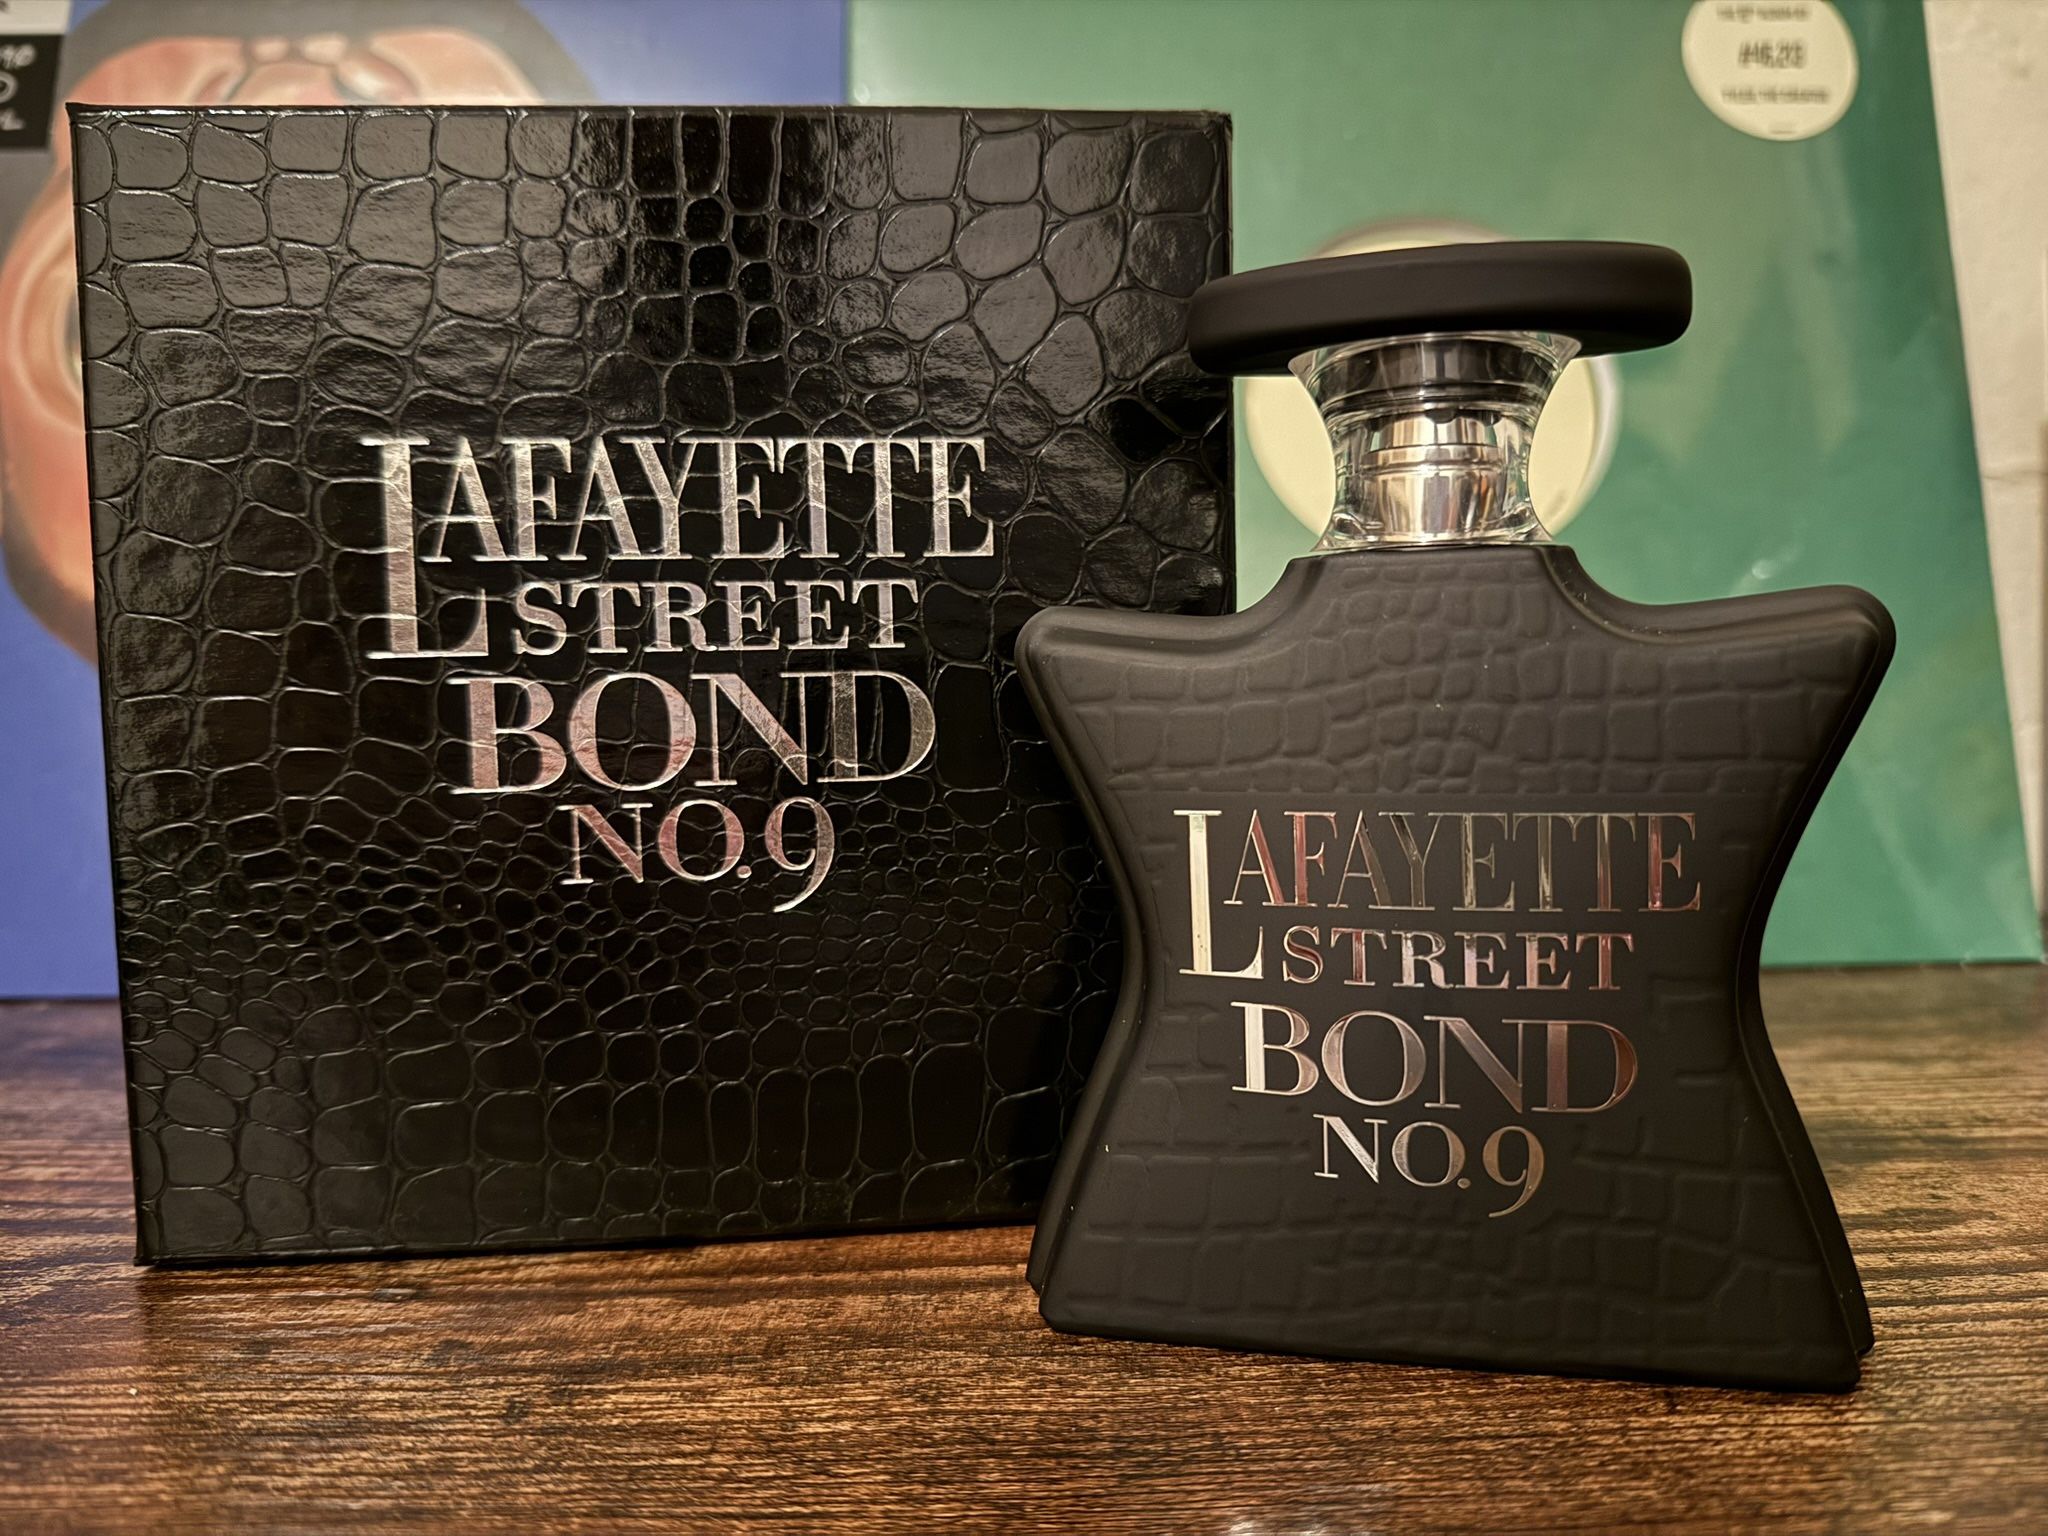 LAFAYETTE
STREET
BOND
NO. 9
LAFAYETTE
STREET
BOND
NO. 9